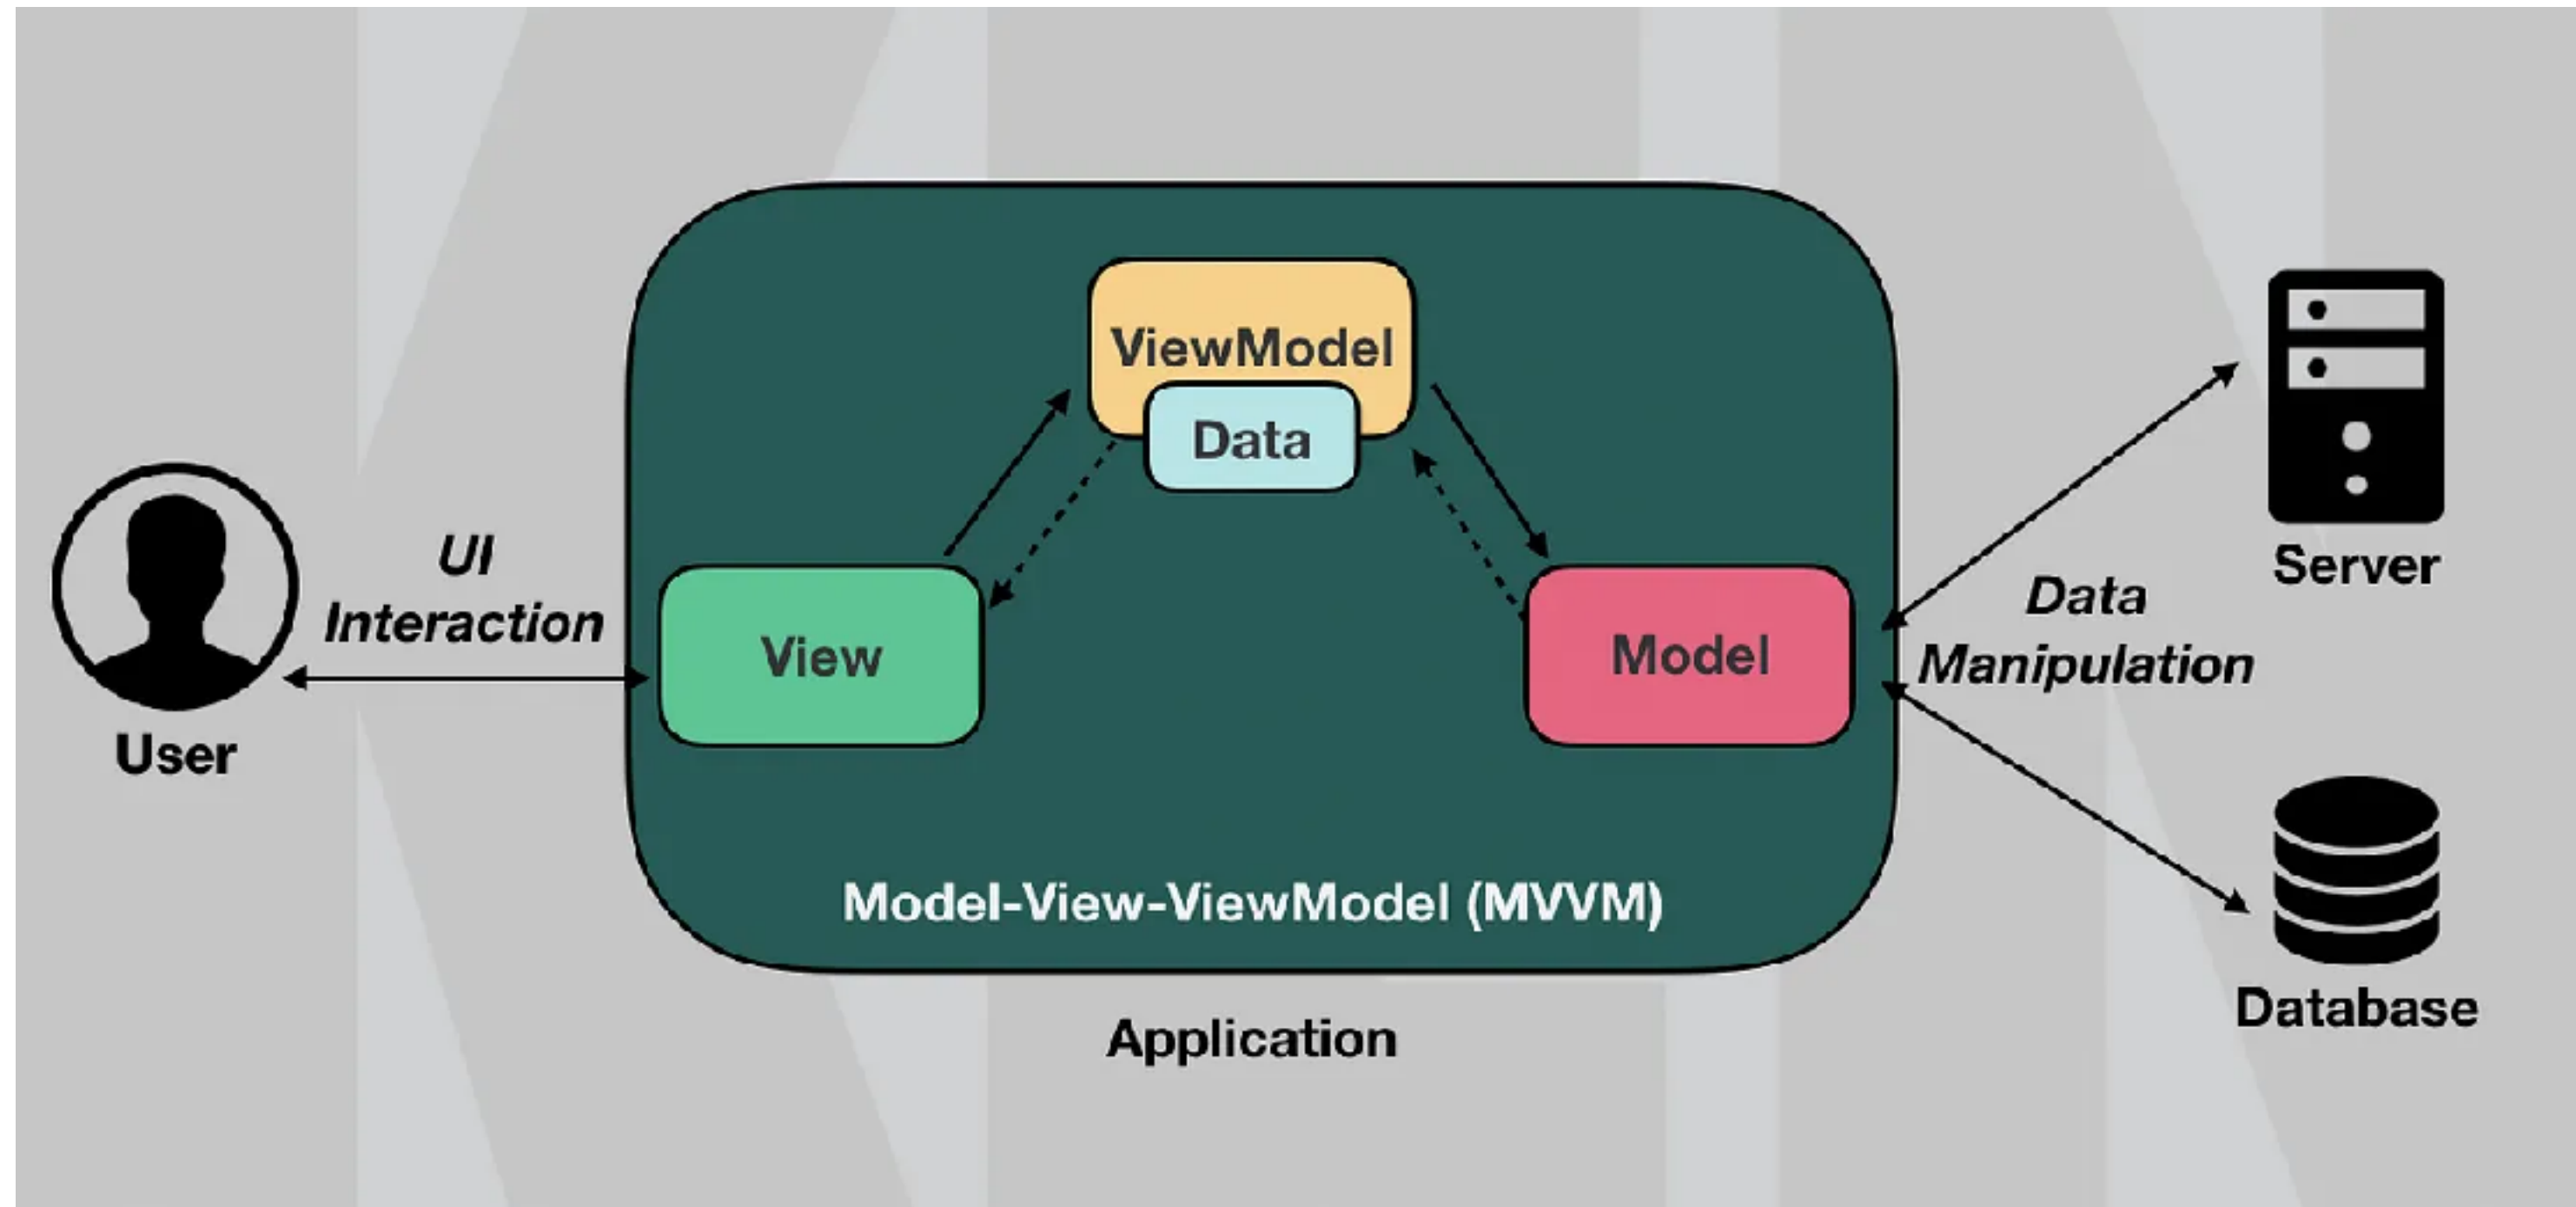 ViewModel
Data
UI
Interaction
View
Model
Server
Data
Manipulation
User
Model-View-ViewModel (MVVM)
Database
Application